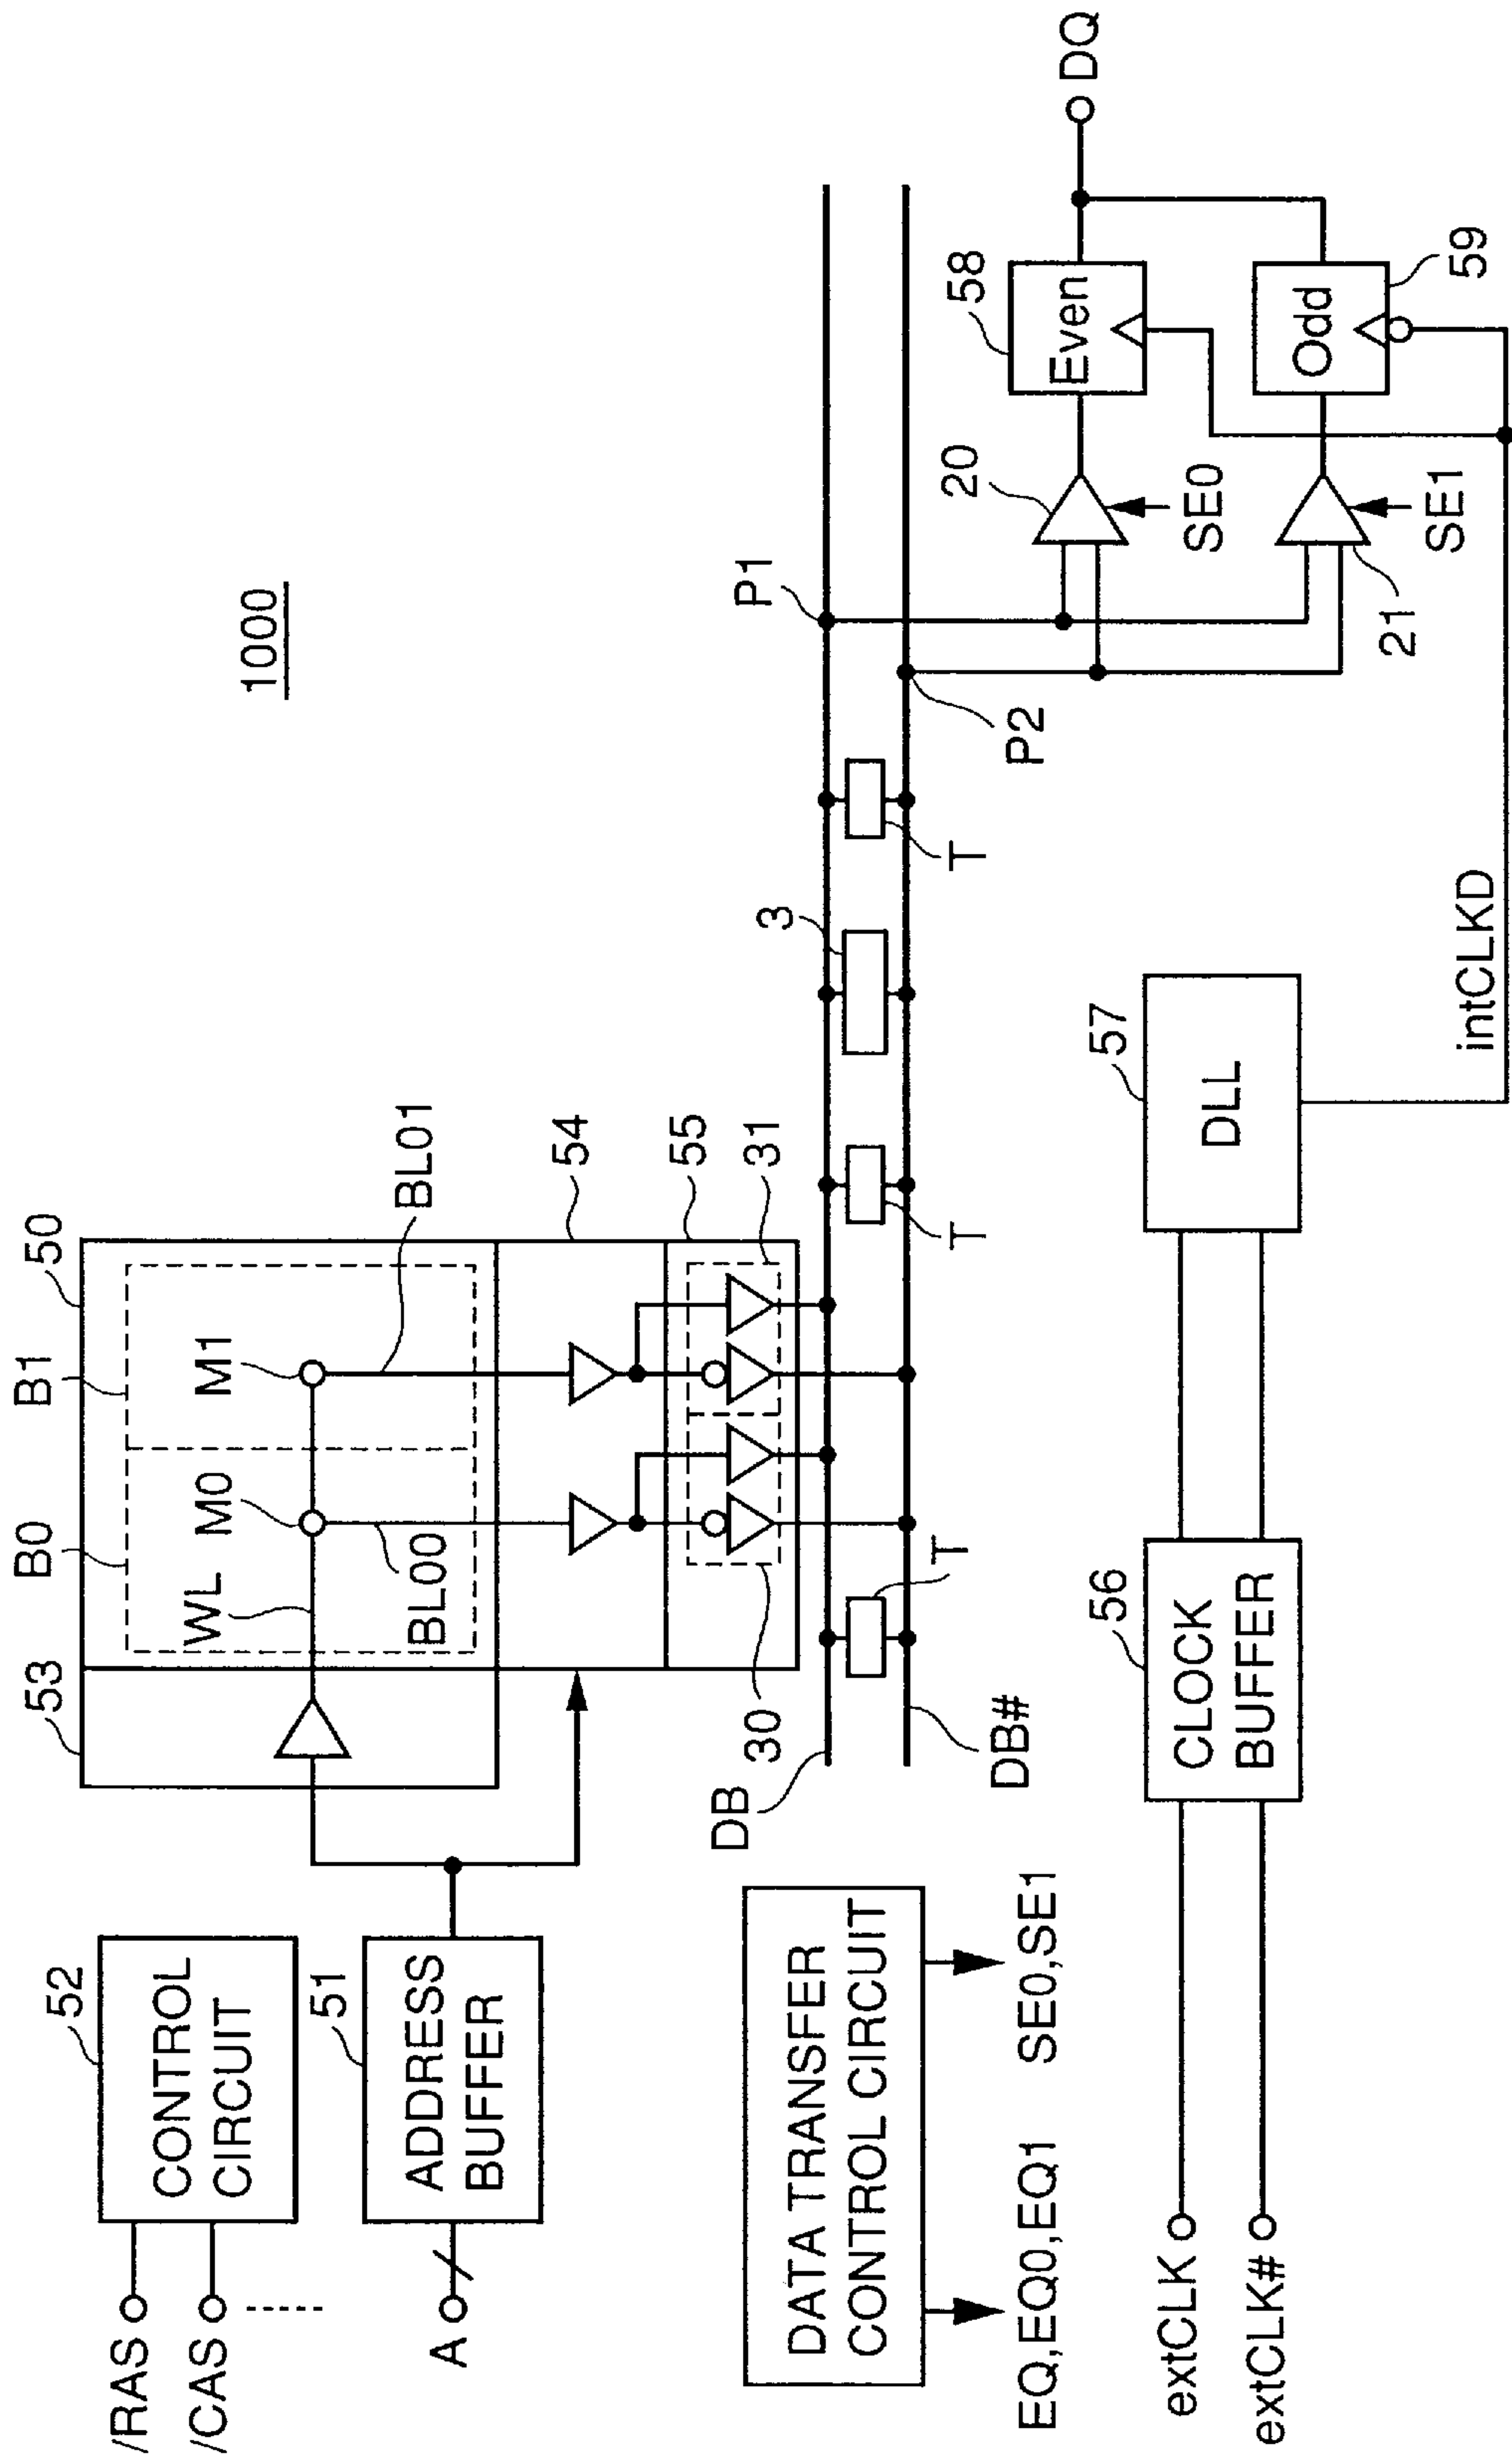 1000
/RAS
/CAS
52
CONTROL
CIRCUIT
A
51
ADDRESS
BUFFER
53
B0
B1
50
WL
M0
M1
BL00
BL01
54
55
30
31
DB
DB#
T
T
3
T
P1
P2
DATA TRANSFER
CONTROL CIRCUIT
EQ,EQ0,EQ1
SE0,SE1
20
SE0
58
Even
DQ
21
SE1
Odd
59
extCLK
extCLK#
56
CLOCK
BUFFER
57
DLL
intCLKD